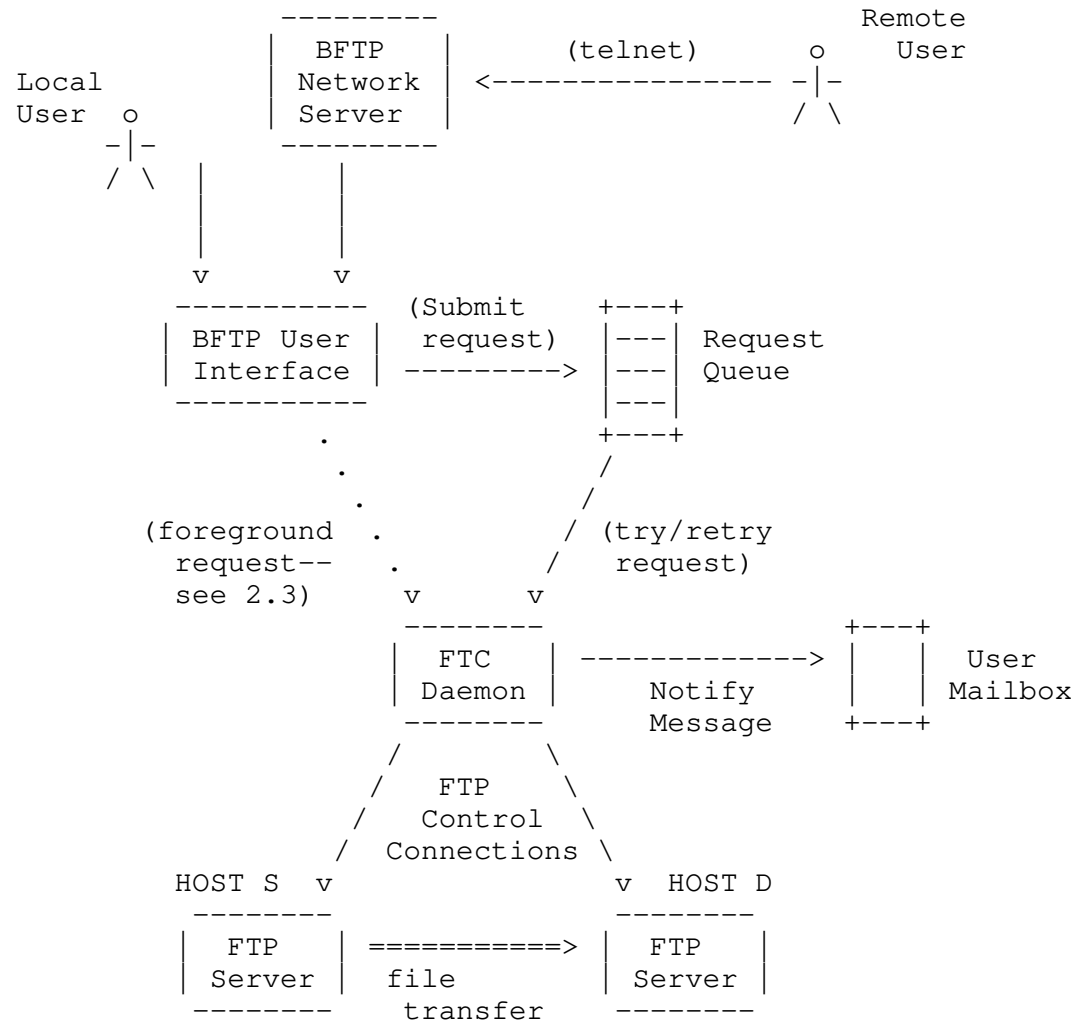 Remote
BFTP (telnet) User
Local Network
User Server
BFTP User (Submit request) Request
Interface Queue
(foreground (try/retry
request-- request)
see 2.3)
FTC User
Daemon Notify Mailbox
Message
FTP
Control
Connections
HOST S HOST D
FTP FTP
Server file Server
transfer